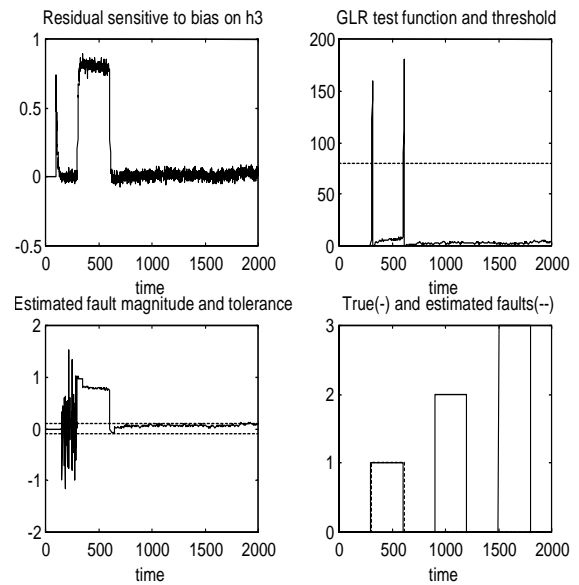 Residual sensitive to bias on h3
1
0.5
0
-0.5
0 500 1000 1500 2000
time
GLR test function and threshold
200
150
100
50
0
0 500 1000 1500 2000
time
Estimated fault magnitude and tolerance
2
1
0
-1
-2
0 500 1000 1500 2000
time
True(-) and estimated faults(--)
3
2
1
0
0 500 1000 1500 2000
time